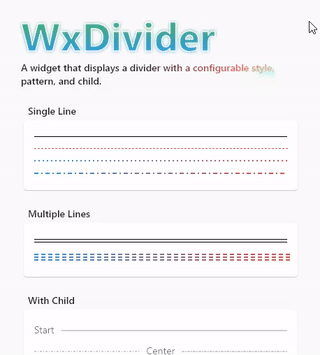 WxDivider
A widget that displays a divider with a configurable style,
pattern, and child.
Single Line
Multiple Lines
With Child
Start
Center